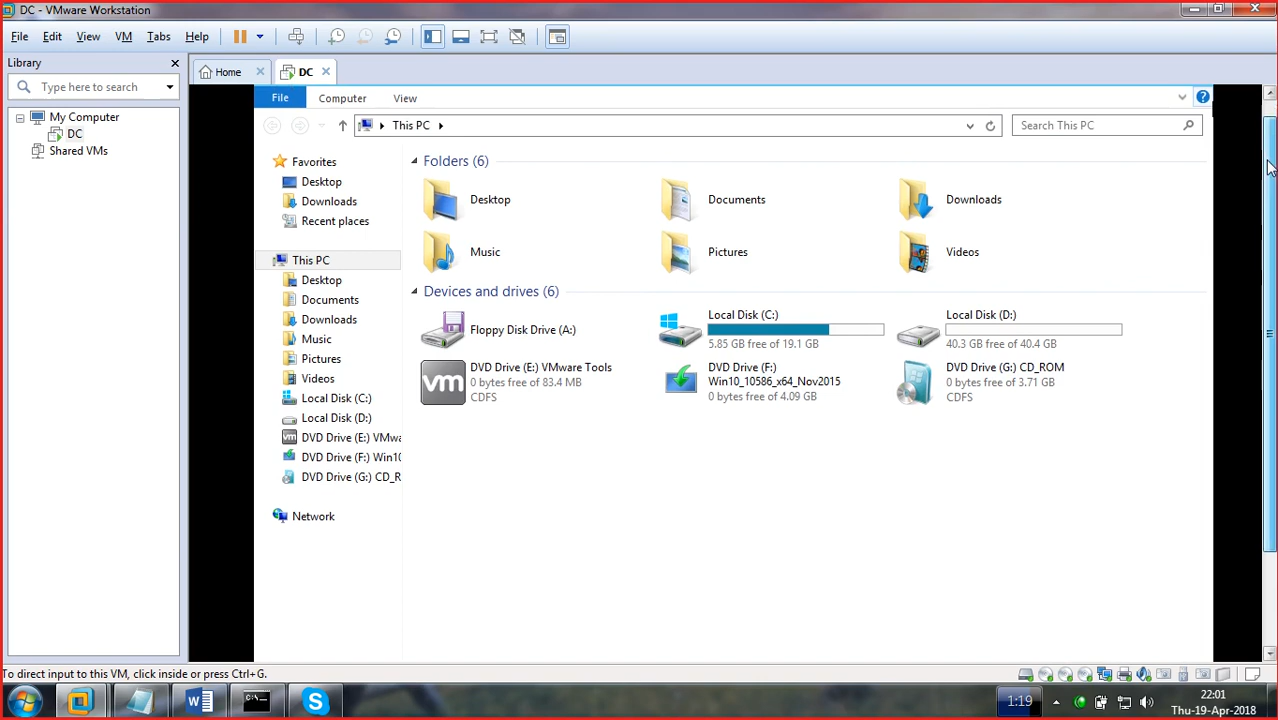 DC - VMware Workstation
File Edit View VM Tabs Help
Library
Type here to search
My Computer
DC
Shared VMs
Home
DC
File Computer View
This PC
Search This PC
Favorites
Desktop
Downloads
Recent places
This PC
Desktop
Documents
Downloads
Music
Pictures
Videos
Local Disk (C:)
Local Disk (D:)
DVD Drive (E:) VMwa
DVD Drive (F:) Win10
DVD Drive (G:) CD_R
Network
Folders (6)
Desktop
Documents
Downloads
Music
Pictures
Videos
Devices and drives (6)
Floppy Disk Drive (A:)
Local Disk (C:)
5.85 GB free of 19.1 GB
Local Disk (D:)
40.3 GB free of 40.4 GB
vm
DVD Drive (E:) VMware Tools
0 bytes free of 83.4 MB
CDFS
DVD Drive (F:)
Win10_10586_x64_Nov2015
0 bytes free of 4.09 GB
DVD Drive (G:) CD_ROM
0 bytes free of 3.71 GB
CDFS
To direct input to this VM, click inside or press Ctrl+G.
1:19
22:01
Thu-19-Apr-2018